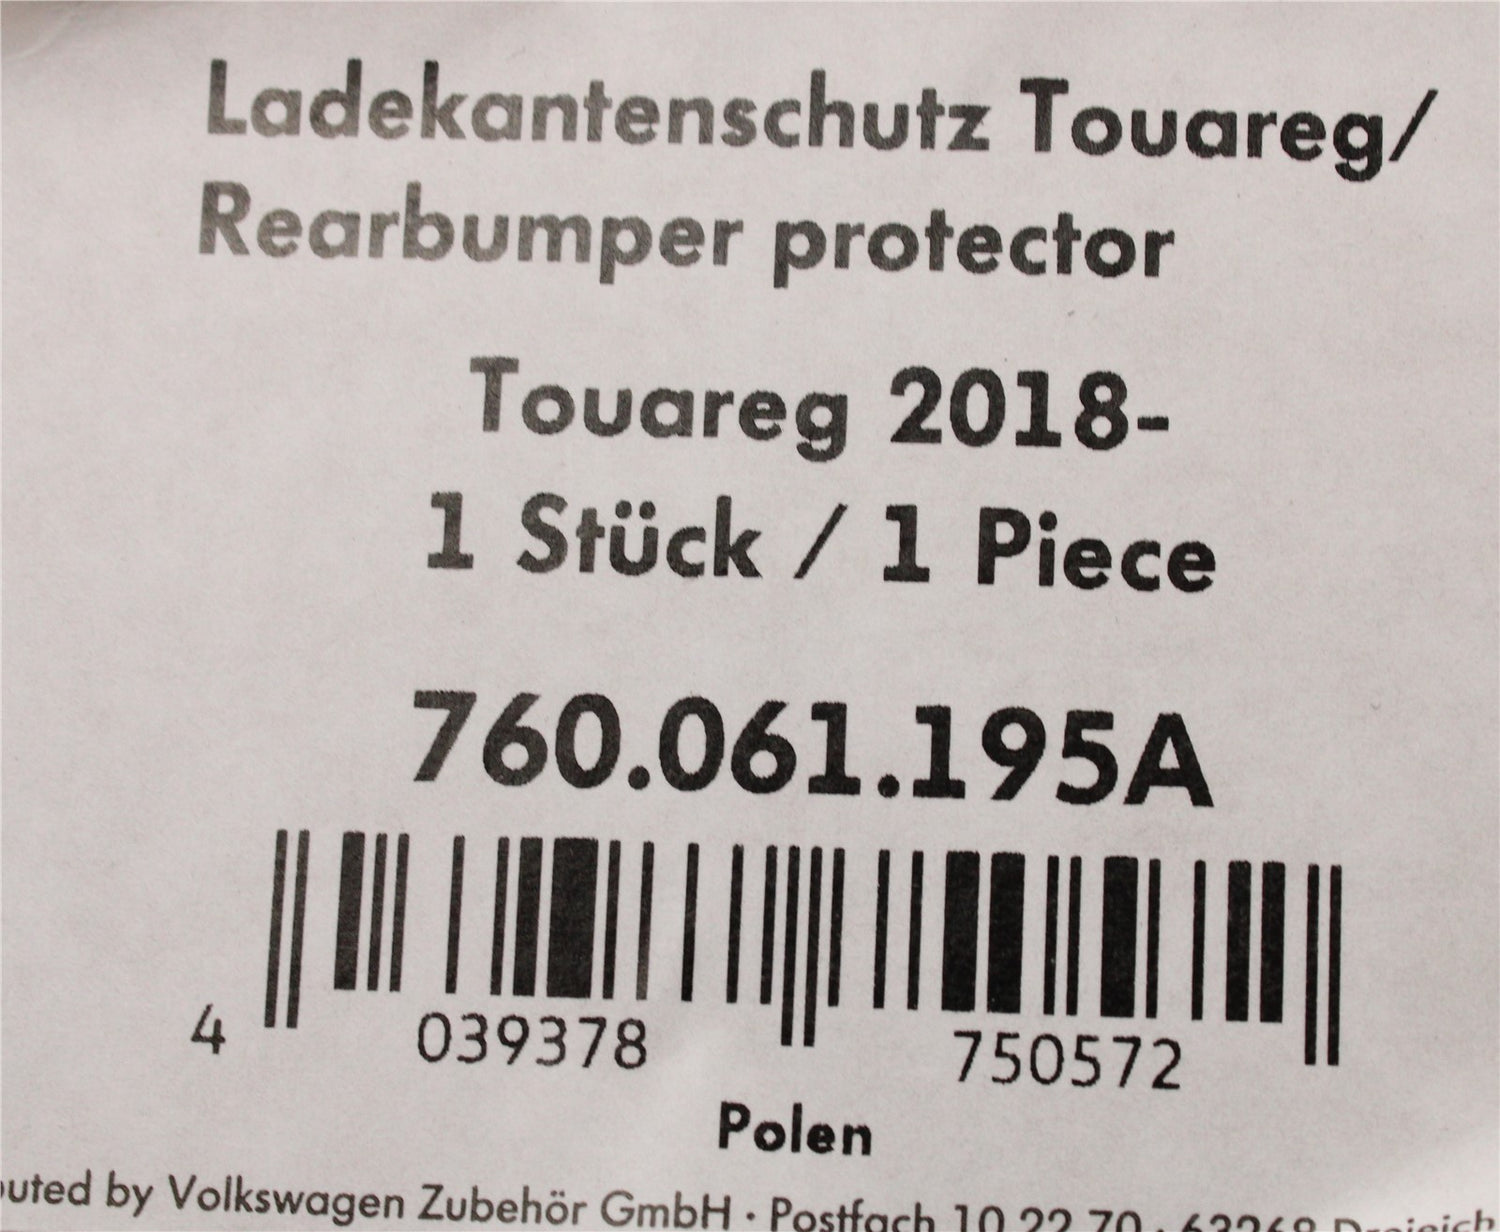 Ladekantenschutz Touareg/
Rearbumper protector
Touareg 2018-
1 Stück / 1 Piece
760.061.195A
4 039378 750572
Polen
by Volkswagen Zubehör GmbH · Postfach 10 22 70 · 63268